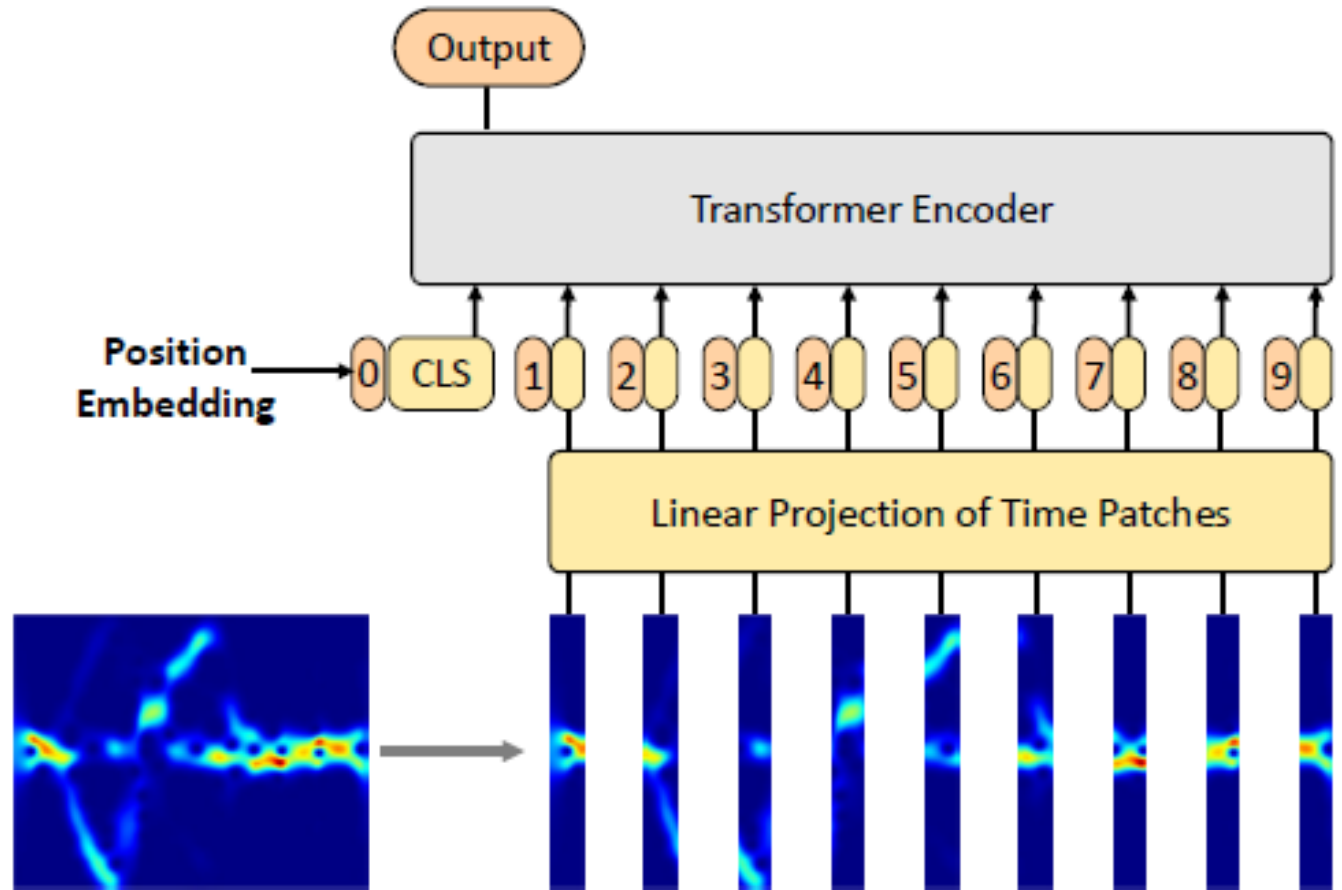 Output
Transformer Encoder
Position
Embedding
0 CLS 1 2 3 4 5 6 7 8 9
Linear Projection of Time Patches